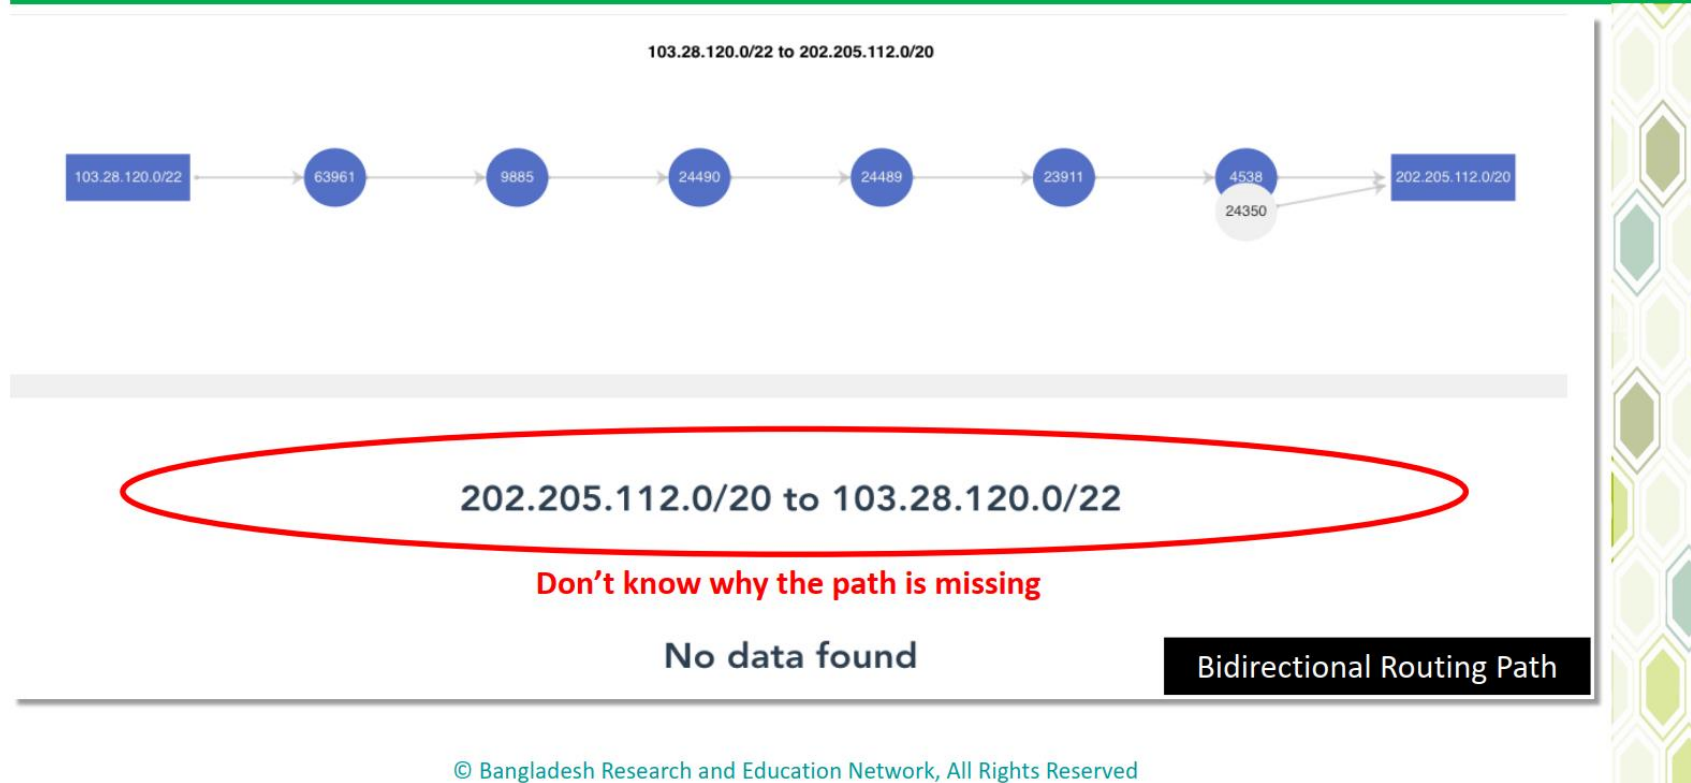 103.28.120.0/22 to 202.205.112.0/20
103.28.120.0/22
63961
9885
24490
24489
23911
4538
24350
202.205.112.0/20
202.205.112.0/20 to 103.28.120.0/22
Don’t know why the path is missing
No data found
Bidirectional Routing Path
© Bangladesh Research and Education Network, All Rights Reserved